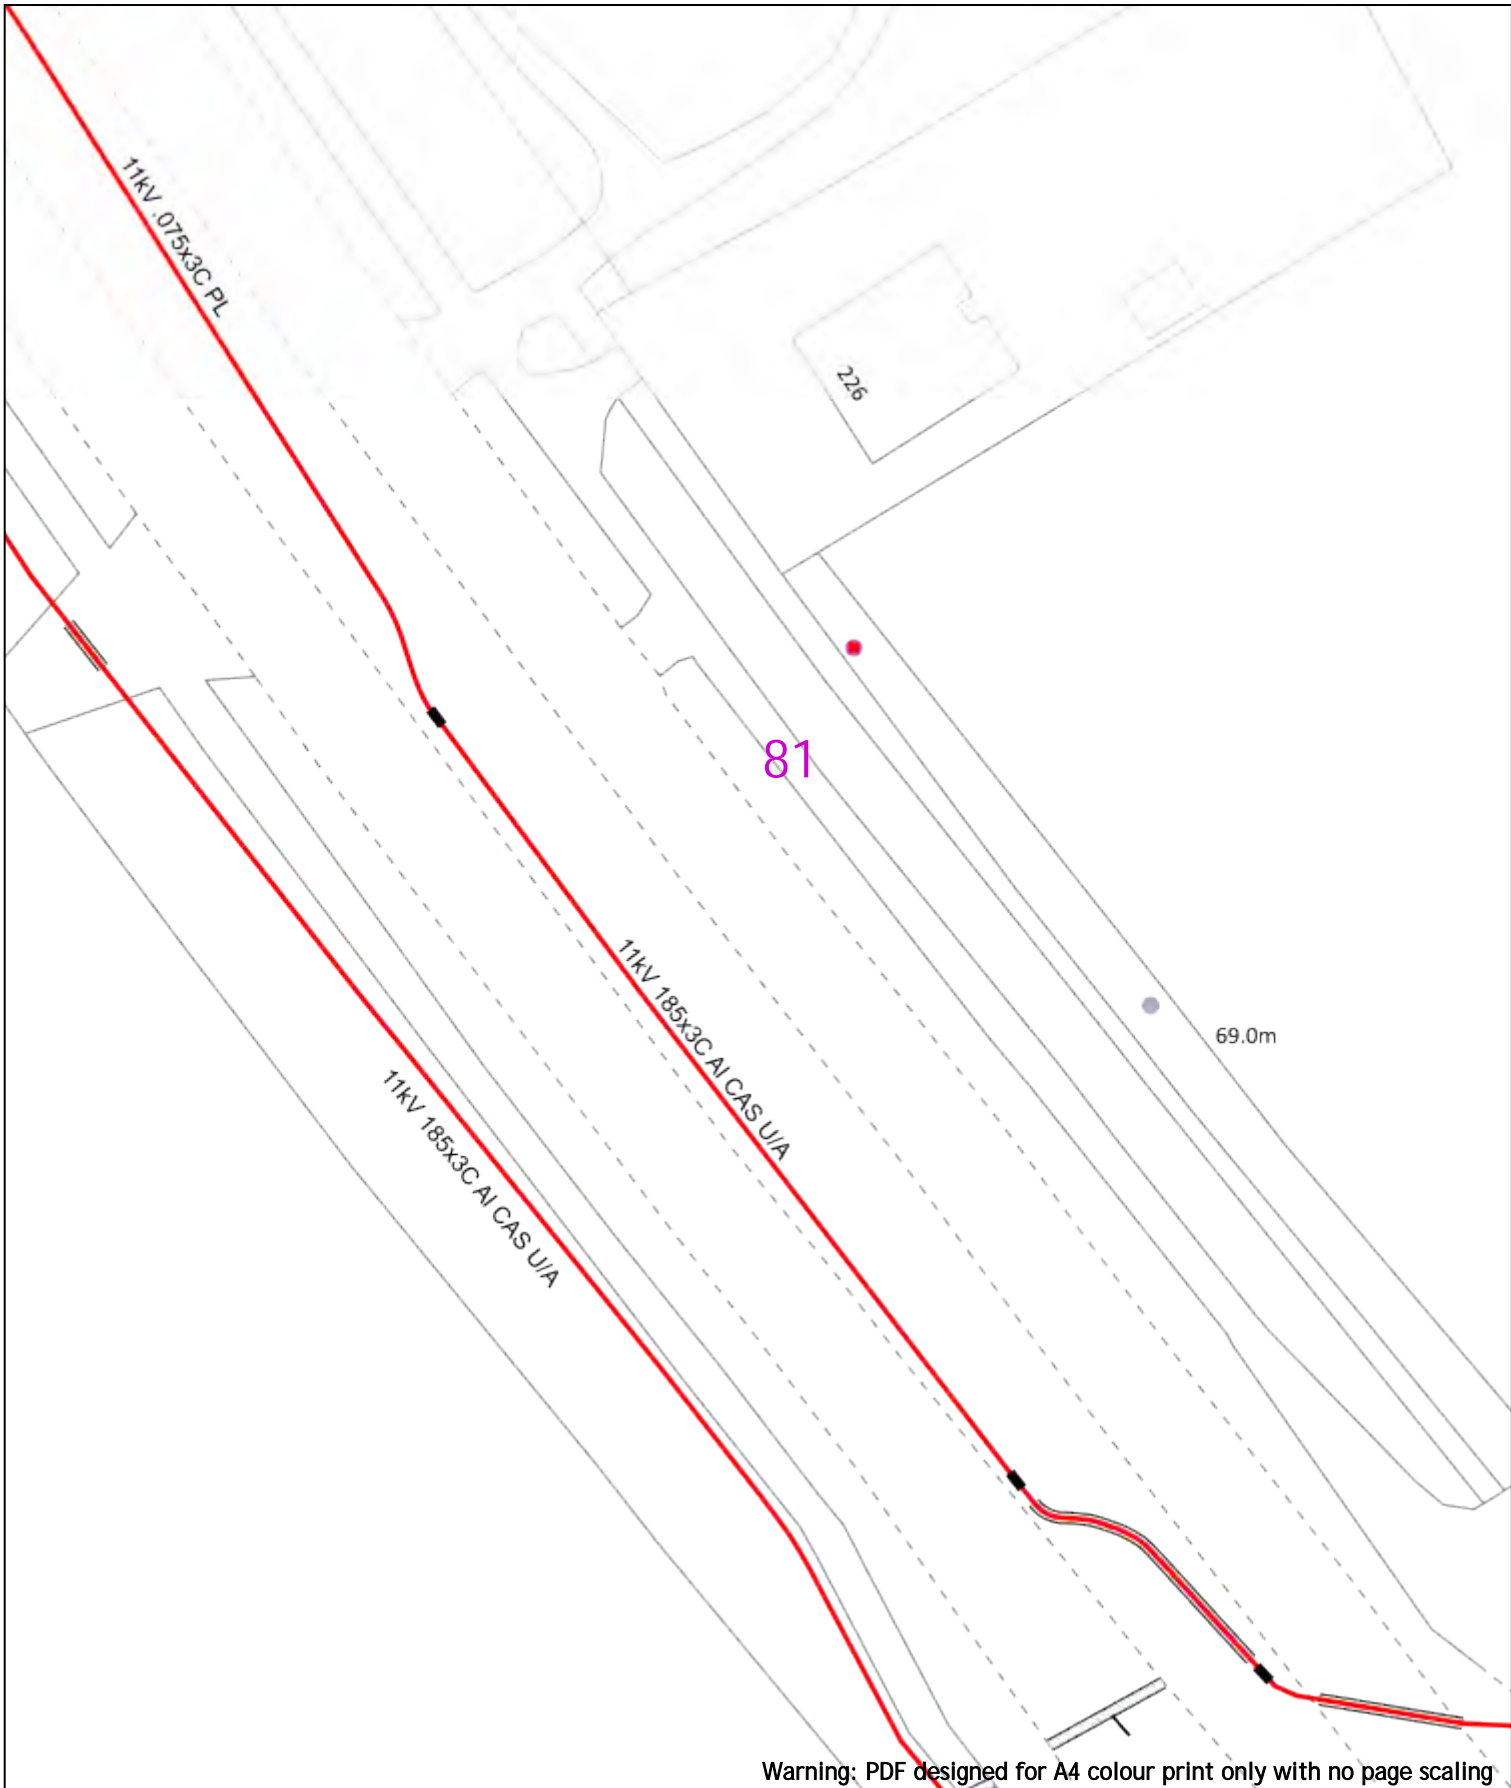 11kV .075x3C PL
226
81
11kV 185x3C Al CAS U/A
69.0m
11kV 185x3C Al CAS U/A
Warning: PDF designed for A4 colour print only with no page scaling